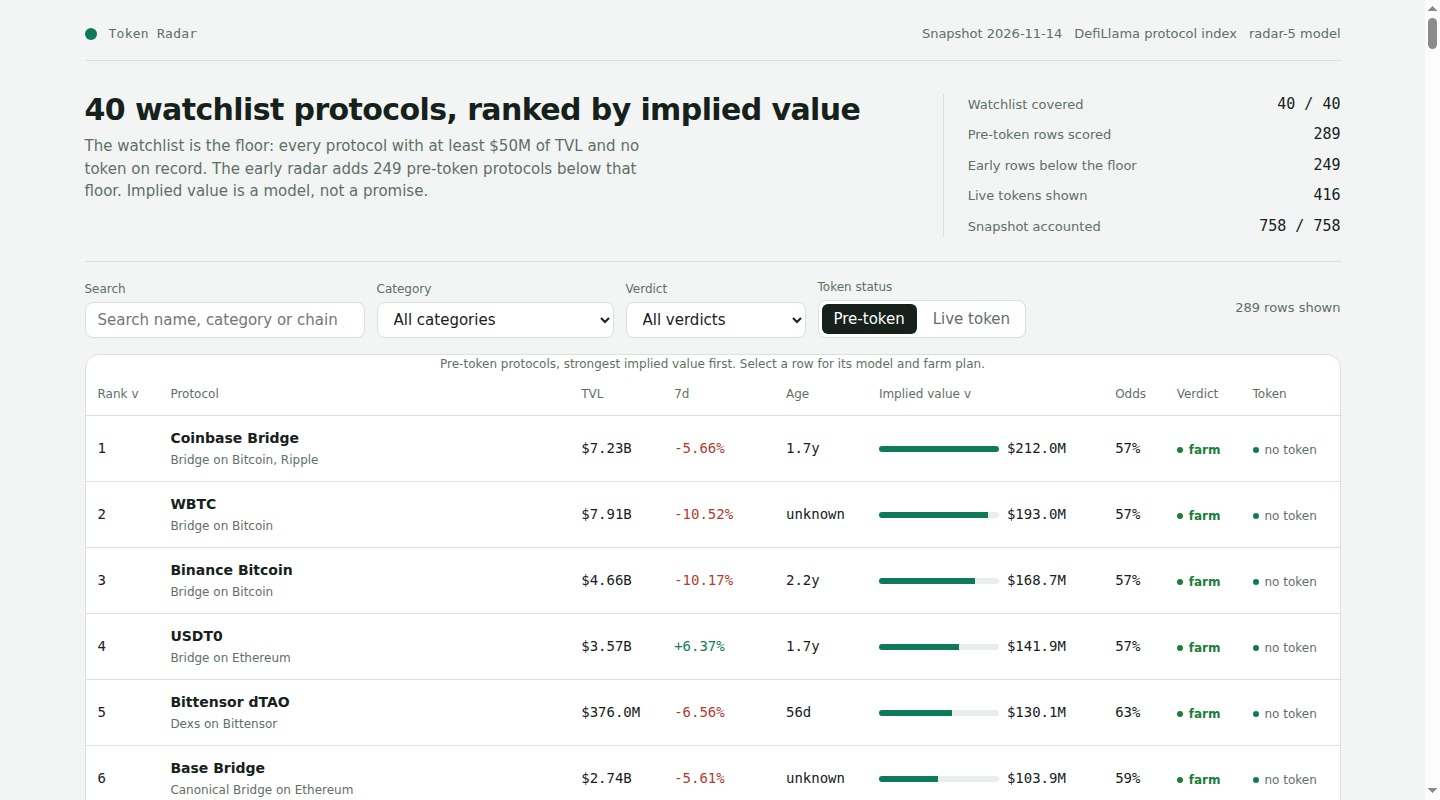 Token Radar
Snapshot 2026-11-14 DefiLlama protocol index radar-5 model
40 watchlist protocols, ranked by implied value
The watchlist is the floor: every protocol with at least $50M of TVL and no
token on record. The early radar adds 249 pre-token protocols below that
floor. Implied value is a model, not a promise.
Watchlist covered 40 / 40
Pre-token rows scored 289
Early rows below the floor 249
Live tokens shown 416
Snapshot accounted 758 / 758
Search
Category
Verdict
Token status
Search name, category or chain
All categories
All verdicts
Pre-token
Live token
289 rows shown
Pre-token protocols, strongest implied value first. Select a row for its model and farm plan.
Rank v Protocol TVL 7d Age Implied value v Odds Verdict Token
1 Coinbase Bridge $7.23B -5.66% 1.7y $212.0M 57% farm no token
Bridge on Bitcoin, Ripple
2 WBTC $7.91B -10.52% unknown $193.0M 57% farm no token
Bridge on Bitcoin
3 Binance Bitcoin $4.66B -10.17% 2.2y $168.7M 57% farm no token
Bridge on Bitcoin
4 USDT0 $3.57B +6.37% 1.7y $141.9M 57% farm no token
Bridge on Ethereum
5 Bittensor dTAO $376.0M -6.56% 56d $130.1M 63% farm no token
Dexs on Bittensor
6 Base Bridge $2.74B -5.61% unknown $103.9M 59% farm no token
Canonical Bridge on Ethereum